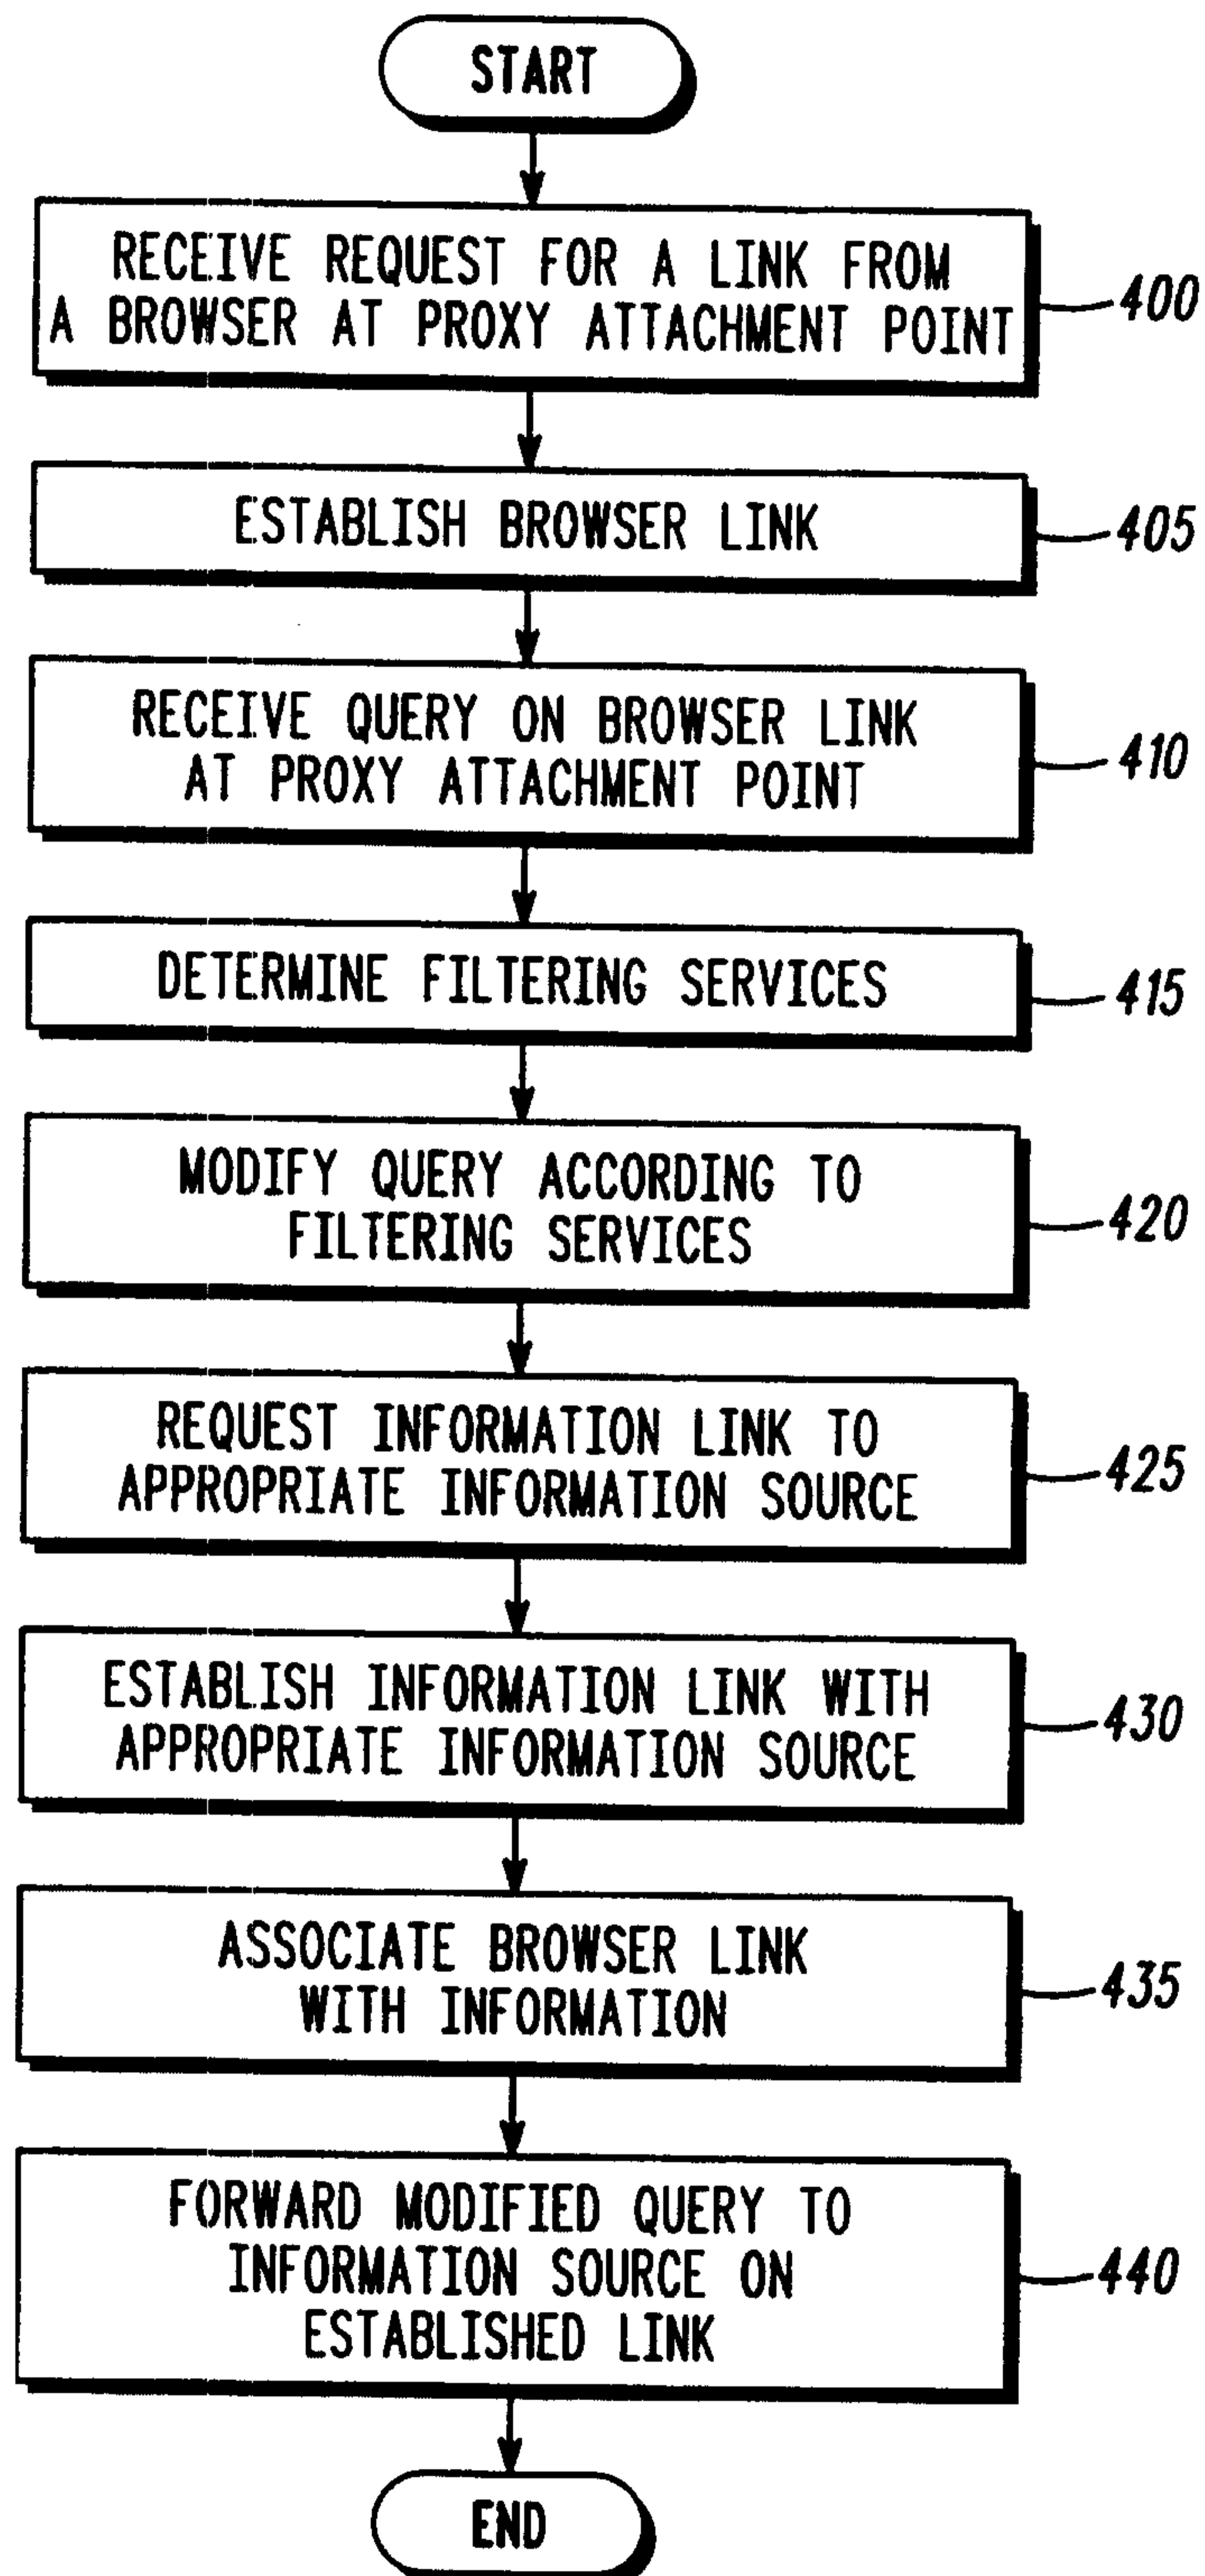 START
RECEIVE REQUEST FOR A LINK FROM
A BROWSER AT PROXY ATTACHMENT POINT
400
ESTABLISH BROWSER LINK
405
RECEIVE QUERY ON BROWSER LINK
AT PROXY ATTACHMENT POINT
410
DETERMINE FILTERING SERVICES
415
MODIFY QUERY ACCORDING TO
FILTERING SERVICES
420
REQUEST INFORMATION LINK TO
APPROPRIATE INFORMATION SOURCE
425
ESTABLISH INFORMATION LINK WITH
APPROPRIATE INFORMATION SOURCE
430
ASSOCIATE BROWSER LINK
WITH INFORMATION
435
FORWARD MODIFIED QUERY TO
INFORMATION SOURCE ON
ESTABLISHED LINK
440
END